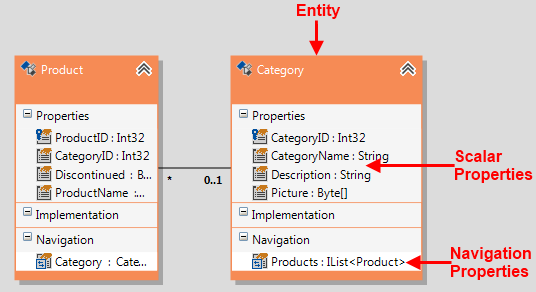 Entity
Product
Properties
ProductID : Int32
CategoryID : Int32
Discontinued : B...
ProductName :...
Implementation
Navigation
Category : Cate...
* 0..1
Category
Properties
CategoryID : Int32
CategoryName : String
Description : String
Picture : Byte[]
Implementation
Navigation
Products : IList<Product>
Scalar
Properties
Navigation
Properties